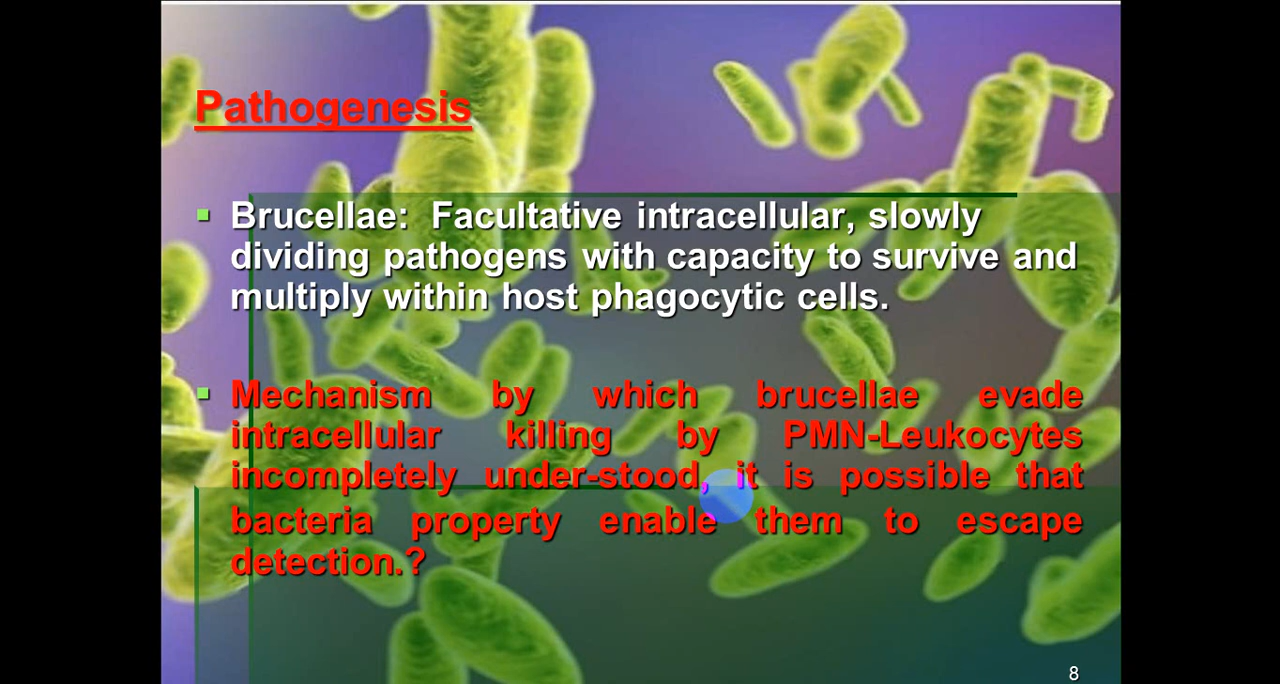 Pathogenesis
▪ Brucellae: Facultative intracellular, slowly
dividing pathogens with capacity to survive and
multiply within host phagocytic cells.
▪ Mechanism by which brucellae evade
intracellular killing by PMN-Leukocytes
incompletely under-stood, it is possible that
bacteria property enable them to escape
detection.?
8